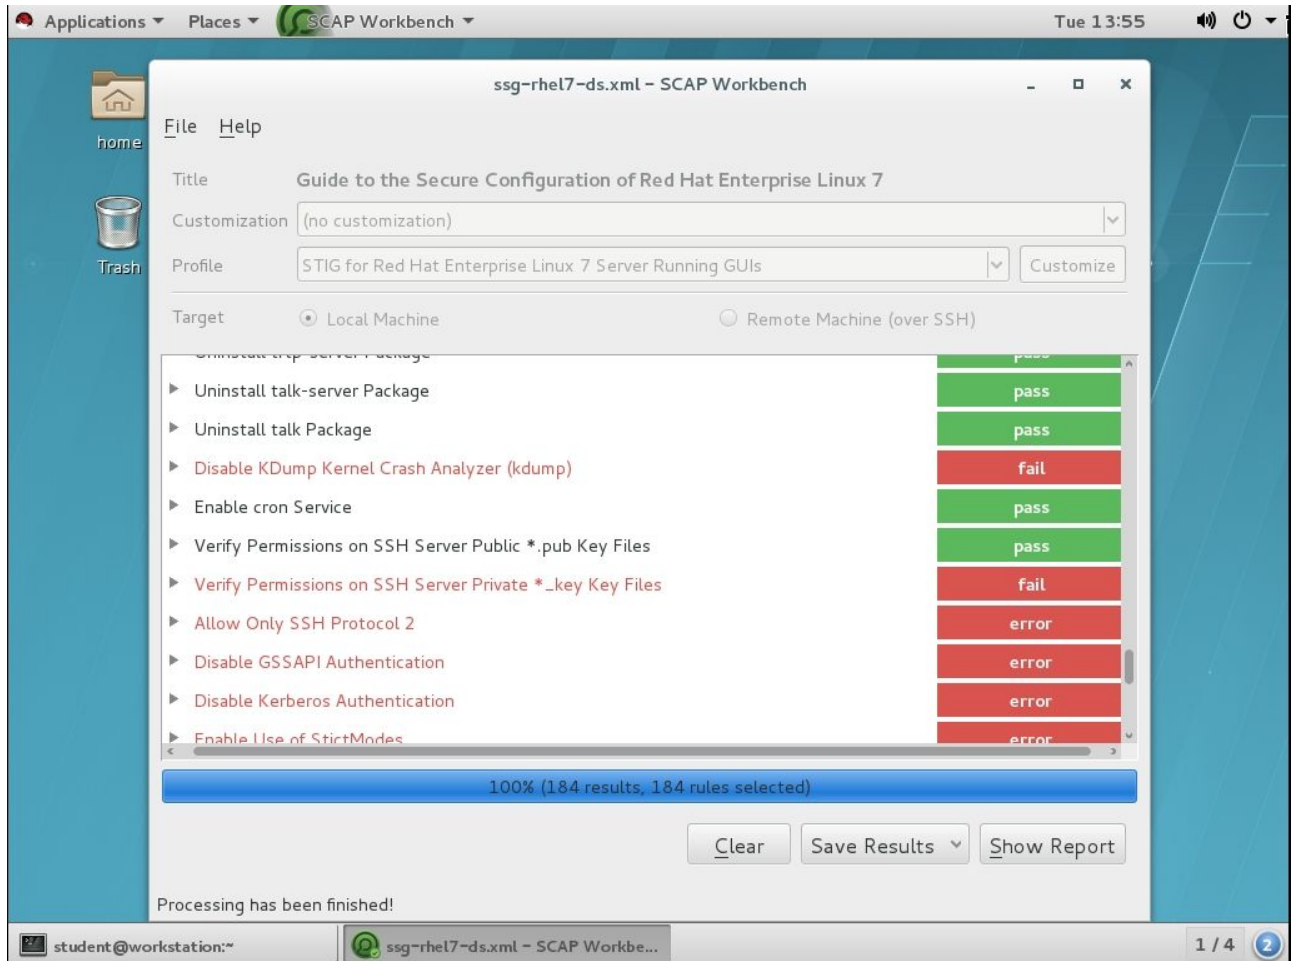 Applications Places SCAP Workbench Tue 13:55
ssg-rhel7-ds.xml – SCAP Workbench
home
File Help
Title Guide to the Secure Configuration of Red Hat Enterprise Linux 7
Customization (no customization)
Trash
Profile STIG for Red Hat Enterprise Linux 7 Server Running GUIs Customize
Target Local Machine Remote Machine (over SSH)
Uninstall tftp-server Package pass
Uninstall talk-server Package pass
Uninstall talk Package pass
Disable KDump Kernel Crash Analyzer (kdump) fail
Enable cron Service pass
Verify Permissions on SSH Server Public *.pub Key Files pass
Verify Permissions on SSH Server Private *_key Key Files fail
Allow Only SSH Protocol 2 error
Disable GSSAPI Authentication error
Disable Kerberos Authentication error
Enable Use of StictModes error
100% (184 results, 184 rules selected)
Clear Save Results Show Report
Processing has been finished!
student@workstation:~ ssg-rhel7-ds.xml – SCAP Workbe... 1 / 4 2